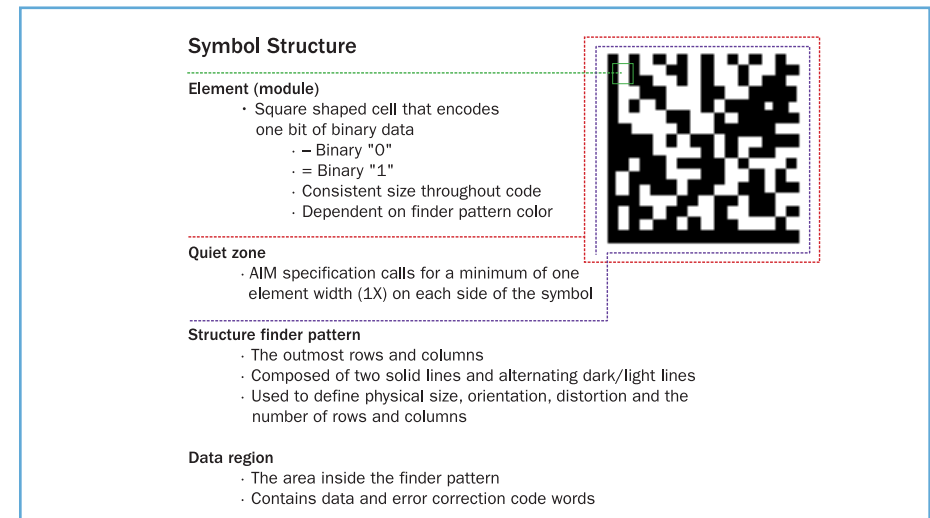 Symbol Structure
Element (module)
• Square shaped cell that encodes
one bit of binary data
· – Binary "0"
· = Binary "1"
· Consistent size throughout code
· Dependent on finder pattern color
Quiet zone
· AIM specification calls for a minimum of one
element width (1X) on each side of the symbol
Structure finder pattern
· The outmost rows and columns
· Composed of two solid lines and alternating dark/light lines
· Used to define physical size, orientation, distortion and the
number of rows and columns
Data region
· The area inside the finder pattern
· Contains data and error correction code words